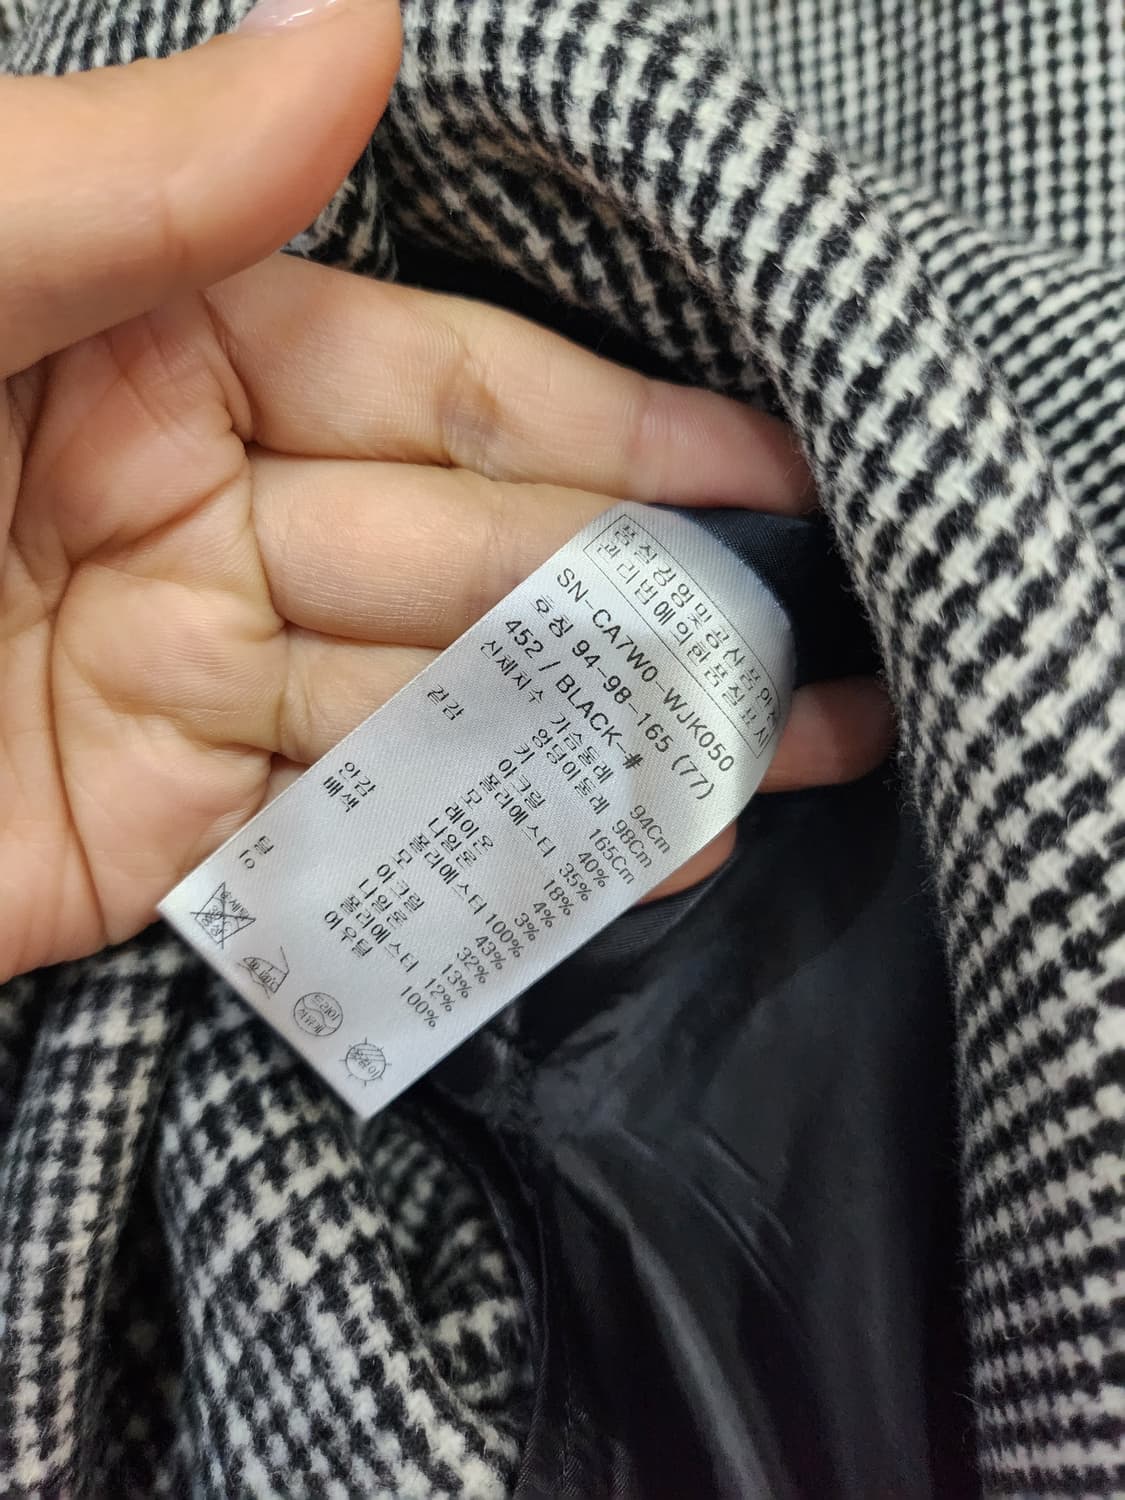 품질경영및공산품안전
관리법에의한품질표시
SN-CA7W0-WJK050
호칭 94-98-165 (77)
452 / BLACK-#
신체치수 가슴둘레 94Cm
엉덩이둘레 98Cm
키 165Cm
겉감 아크릴 40%
폴리에스터 35%
모 18%
레이온 4%
나일론 3%
안감 폴리에스터 100%
배색 모 43%
아크릴 32%
나일론 13%
폴리에스터 12%
털 여우털 100%
드라이